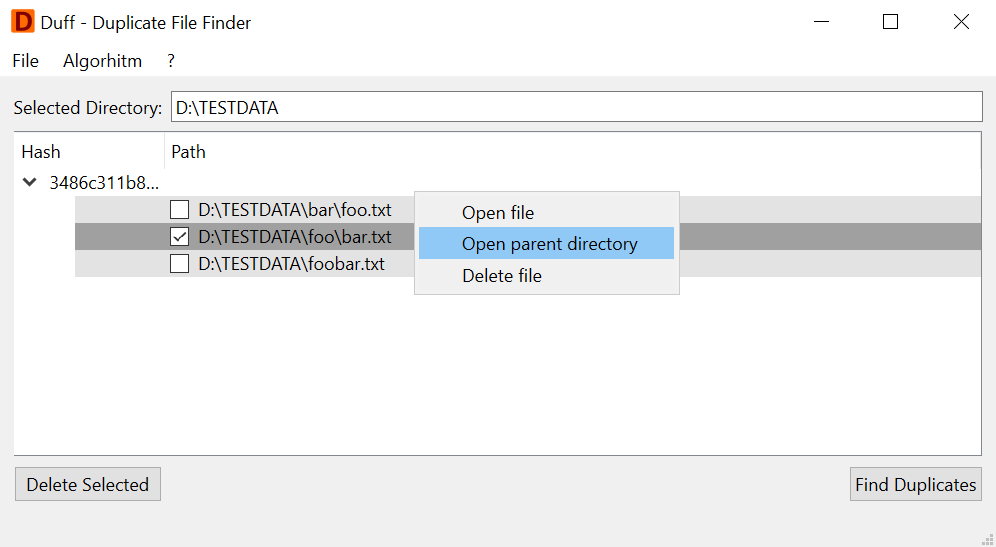 D Duff - Duplicate File Finder
File Algorhitm ?
Selected Directory: D:\TESTDATA
Hash Path
3486c311b8...
D:\TESTDATA\bar\foo.txt
D:\TESTDATA\foo\bar.txt
D:\TESTDATA\foobar.txt
Open file
Open parent directory
Delete file
Delete Selected Find Duplicates